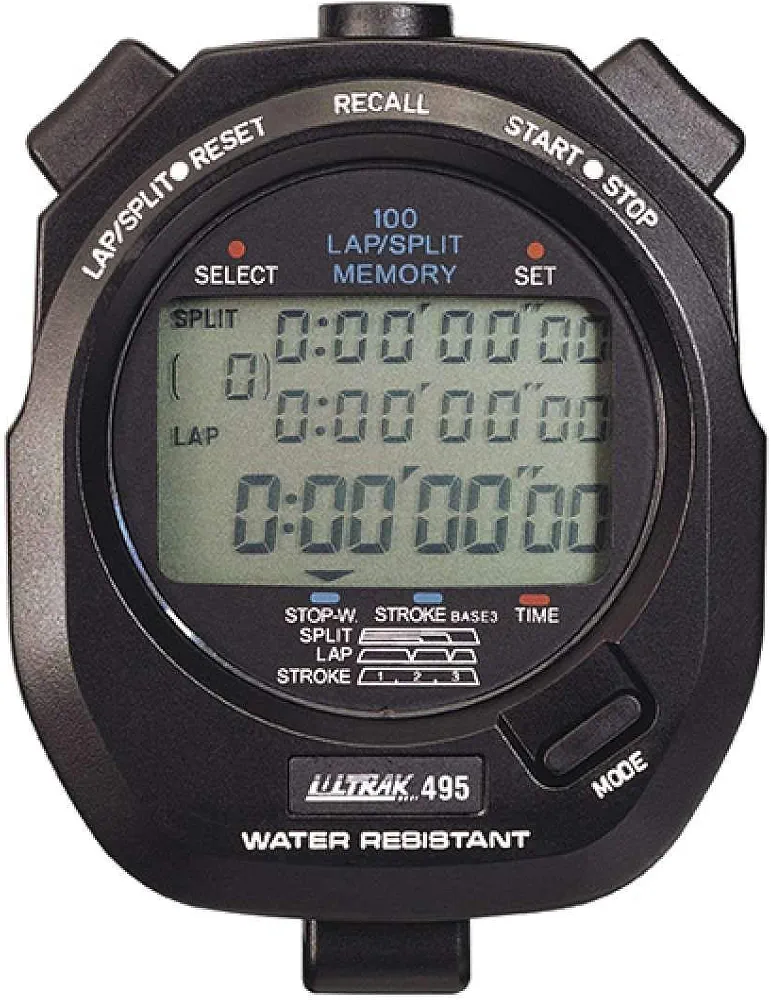 RECALL
LAP/SPLIT●RESET
START●STOP
100
LAP/SPLIT
MEMORY
SELECT
SET
SPLIT 0:00'00"00
( 0)
LAP 0:00'00"00
0:00'00"00
STOP-W. STROKE BASE3 TIME
SPLIT
LAP
STROKE 1 . 2 . 3
MODE
ULTRAK 495
WATER RESISTANT